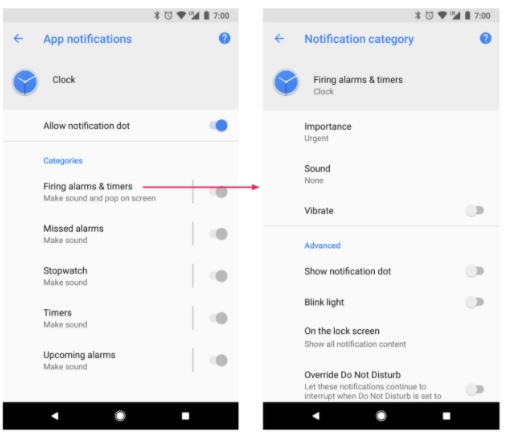 7:00
App notifications
?
Clock
Allow notification dot
Categories
Firing alarms & timers
Make sound and pop on screen
Missed alarms
Make sound
Stopwatch
Make sound
Timers
Make sound
Upcoming alarms
Make sound
7:00
Notification category
?
Firing alarms & timers
Clock
Importance
Urgent
Sound
None
Vibrate
Advanced
Show notification dot
Blink light
On the lock screen
Show all notification content
Override Do Not Disturb
Let these notifications continue to
interrupt when Do Not Disturb is set to